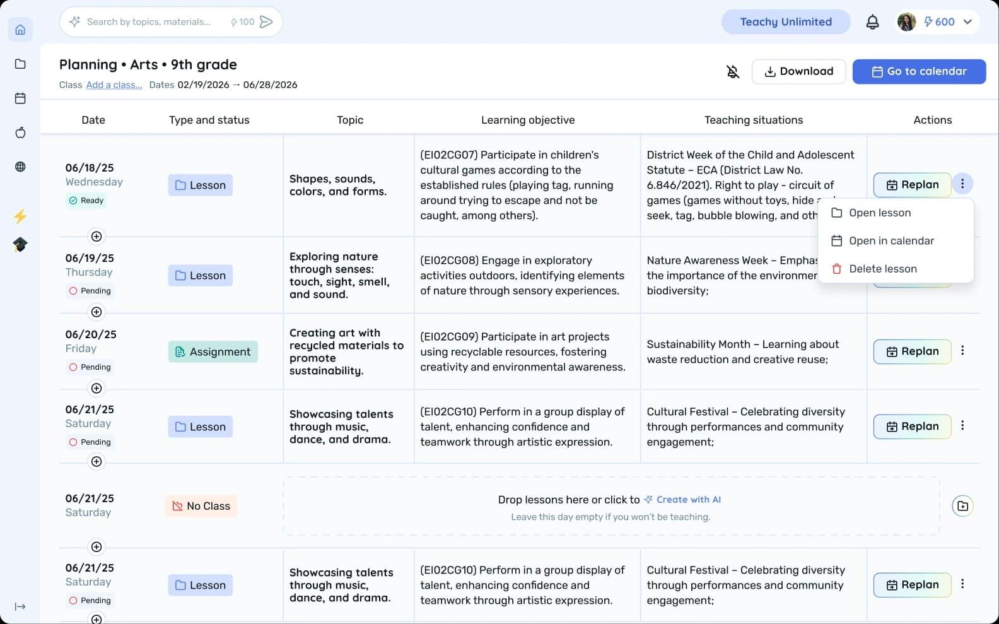 Search by topics, materials...
100
Teachy Unlimited
600
Planning • Arts • 9th grade
Class Add a class... Dates 02/19/2026 → 06/28/2026
Download
Go to calendar
Date
Type and status
Topic
Learning objective
Teaching situations
Actions
06/18/25
Wednesday
Ready
Lesson
Shapes, sounds,
colors, and forms.
(EI02CG07) Participate in children's
cultural games according to the
established rules (playing tag, running
around trying to escape and not be
caught, among others).
District Week of the Child and Adolescent
Statute – ECA (District Law No.
6.846/2021). Right to play - circuit of
games (games without toys, hide
seek, tag, bubble blowing, and oth
Replan
Open lesson
Open in calendar
Delete lesson
06/19/25
Thursday
Pending
Lesson
Exploring nature
through senses:
touch, sight, smell,
and sound.
(EI02CG08) Engage in exploratory
activities outdoors, identifying elements
of nature through sensory experiences.
Nature Awareness Week – Emphas
the importance of the environmen
biodiversity;
06/20/25
Friday
Pending
Assignment
Creating art with
recycled materials to
promote
sustainability.
(EI02CG09) Participate in art projects
using recyclable resources, fostering
creativity and environmental awareness.
Sustainability Month – Learning about
waste reduction and creative reuse;
Replan
06/21/25
Saturday
Pending
Lesson
Showcasing talents
through music,
dance, and drama.
(EI02CG10) Perform in a group display of
talent, enhancing confidence and
teamwork through artistic expression.
Cultural Festival – Celebrating diversity
through performances and community
engagement;
Replan
06/21/25
Saturday
No Class
Drop lessons here or click to Create with AI
Leave this day empty if you won't be teaching.
06/21/25
Saturday
Pending
Lesson
Showcasing talents
through music,
dance, and drama.
(EI02CG10) Perform in a group display of
talent, enhancing confidence and
teamwork through artistic expression.
Cultural Festival – Celebrating diversity
through performances and community
engagement;
Replan